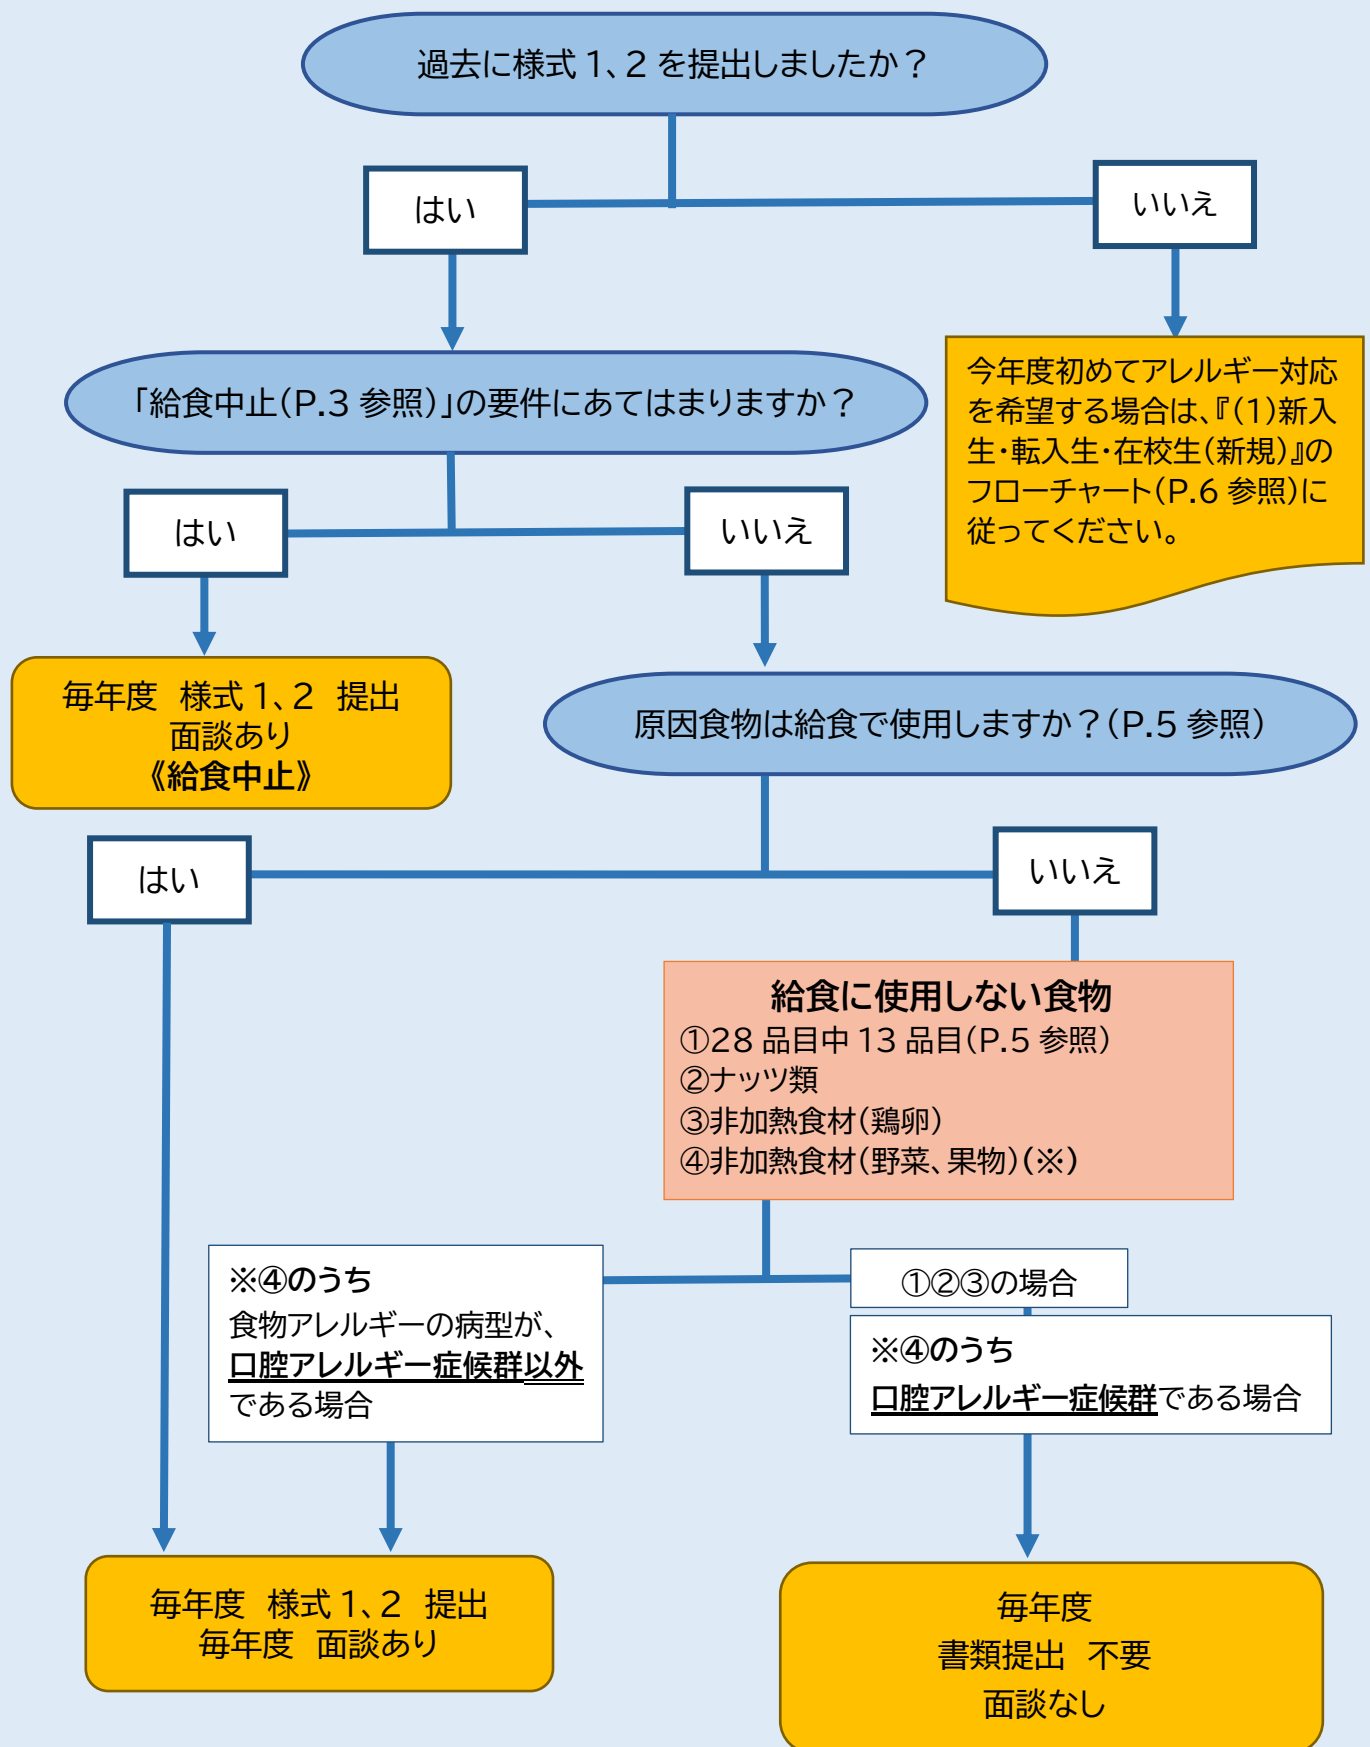 過去に様式1、2を提出しましたか？
はい
いいえ
「給食中止(P.3 参照)」の要件にあてはまりますか？
今年度初めてアレルギー対応
を希望する場合は、『(1)新入
生・転入生・在校生(新規)』の
フローチャート(P.6 参照)に
従ってください。
はい
いいえ
毎年度　様式1、2　提出
面談あり
《給食中止》
原因食物は給食で使用しますか？(P.5 参照)
はい
いいえ
給食に使用しない食物
①28品目中13品目(P.5 参照)
②ナッツ類
③非加熱食材(鶏卵)
④非加熱食材(野菜、果物)(※)
※④のうち
食物アレルギーの病型が、
口腔アレルギー症候群以外
である場合
①②③の場合
※④のうち
口腔アレルギー症候群である場合
毎年度　様式1、2　提出
毎年度　面談あり
毎年度
書類提出　不要
面談なし